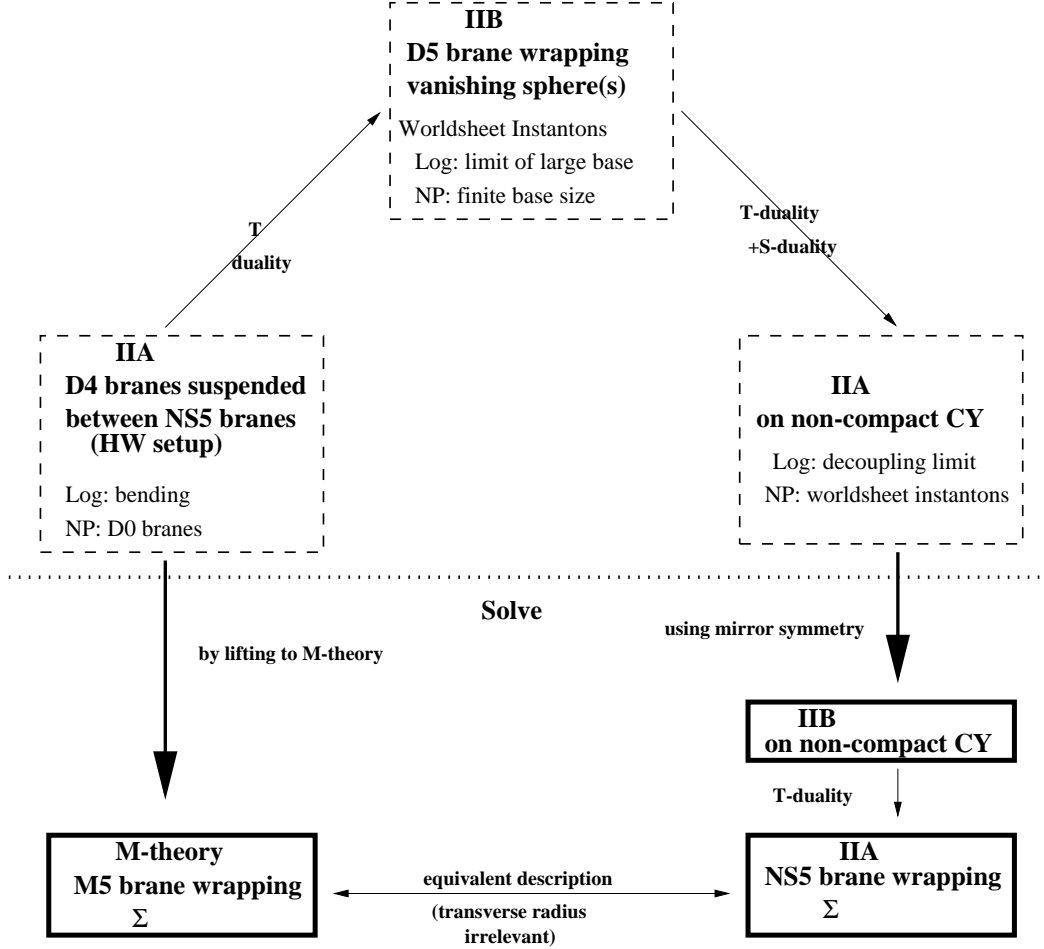 IIB
D5 brane wrapping
vanishing sphere(s)
Worldsheet Instantons
Log: limit of large base
NP: finite base size
T
duality
T-duality
+S-duality
IIA
D4 branes suspended
between NS5 branes
(HW setup)
Log: bending
NP: D0 branes
IIA
on non-compact CY
Log: decoupling limit
NP: worldsheet instantons
Solve
by lifting to M-theory
using mirror symmetry
IIB
on non-compact CY
T-duality
M-theory
M5 brane wrapping
Σ
equivalent description
(transverse radius
irrelevant)
IIA
NS5 brane wrapping
Σ